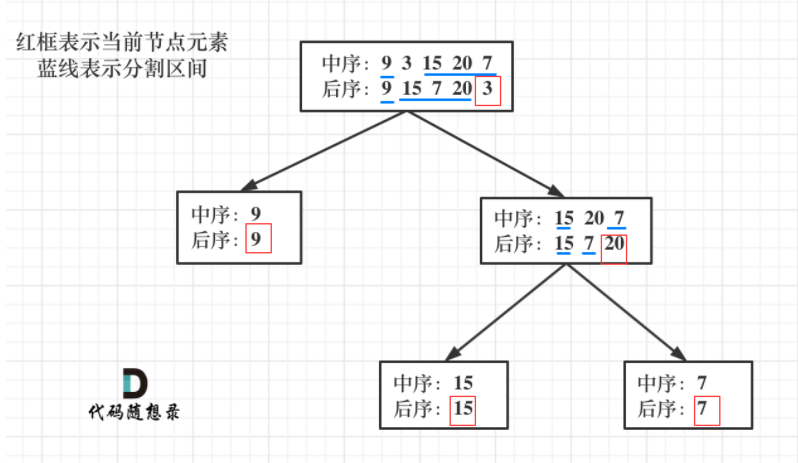 红框表示当前节点元素
蓝线表示分割区间
中序: 9 3 15 20 7
后序: 9 15 7 20 3
中序: 9
后序: 9
中序: 15 20 7
后序: 15 7 20
中序: 15
后序: 15
中序: 7
后序: 7
代码随想录